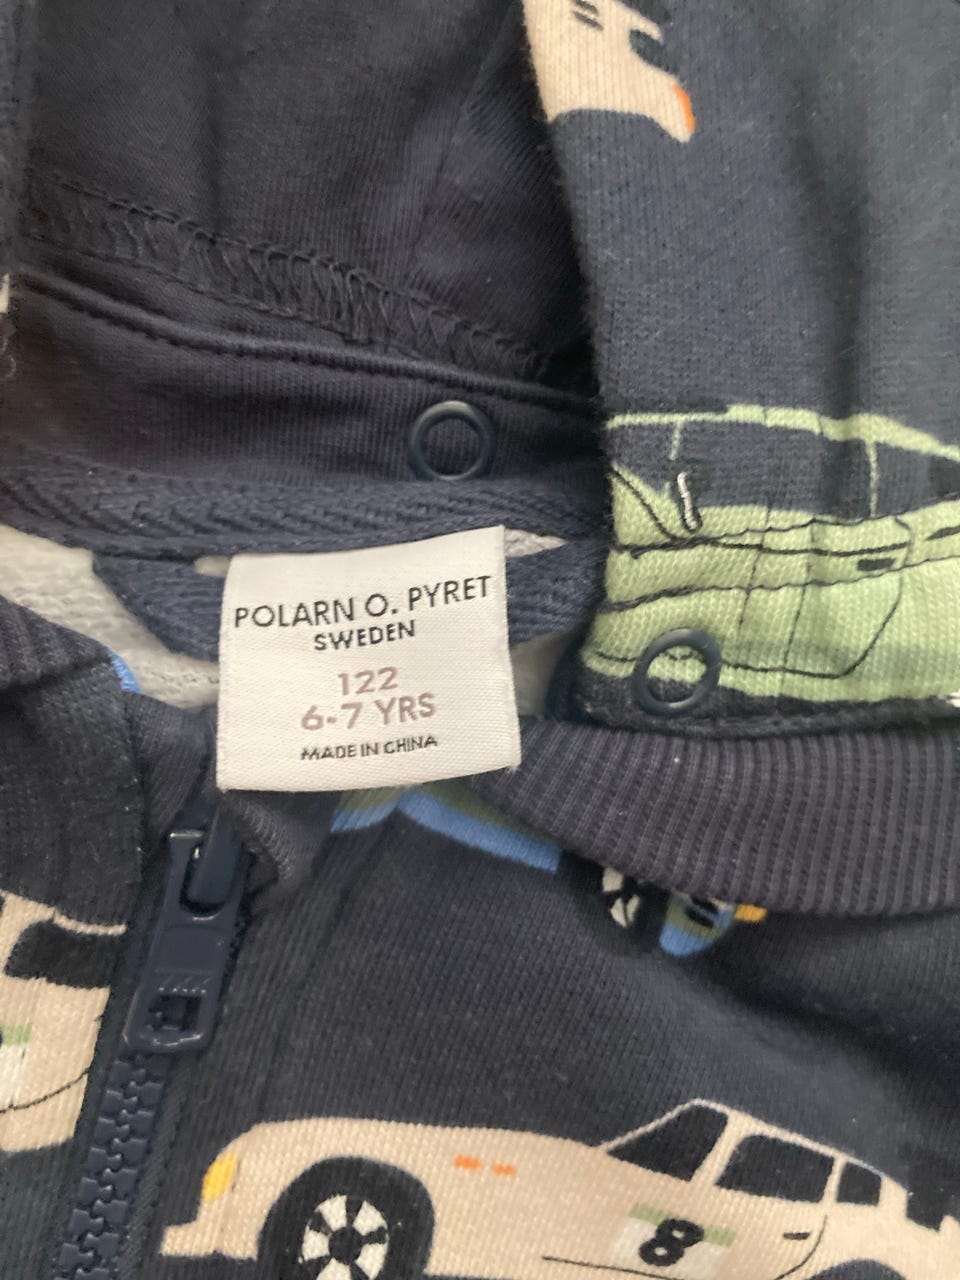 POLARN O. PYRET
SWEDEN
122
6-7 YRS
MADE IN CHINA
8